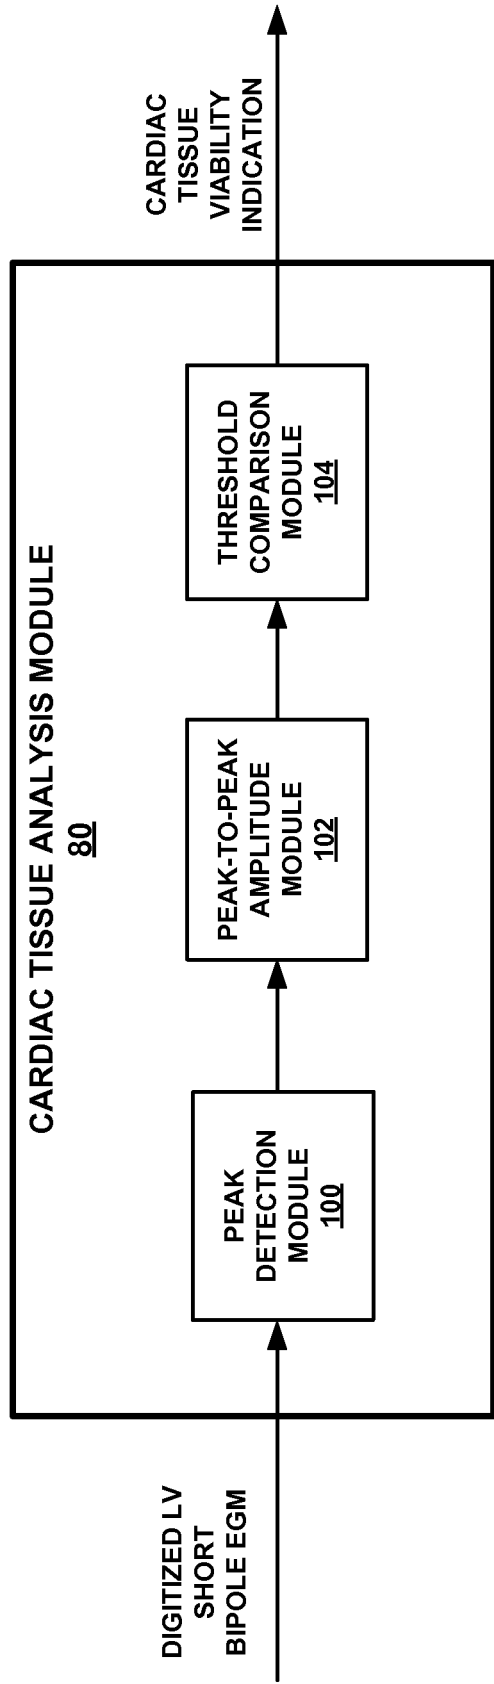 CARDIAC TISSUE ANALYSIS MODULE
80
DIGITIZED LV
SHORT
BIPOLE EGM
PEAK
DETECTION
MODULE
100
PEAK-TO-PEAK
AMPLITUDE
MODULE
102
THRESHOLD
COMPARISON
MODULE
104
CARDIAC
TISSUE
VIABILITY
INDICATION